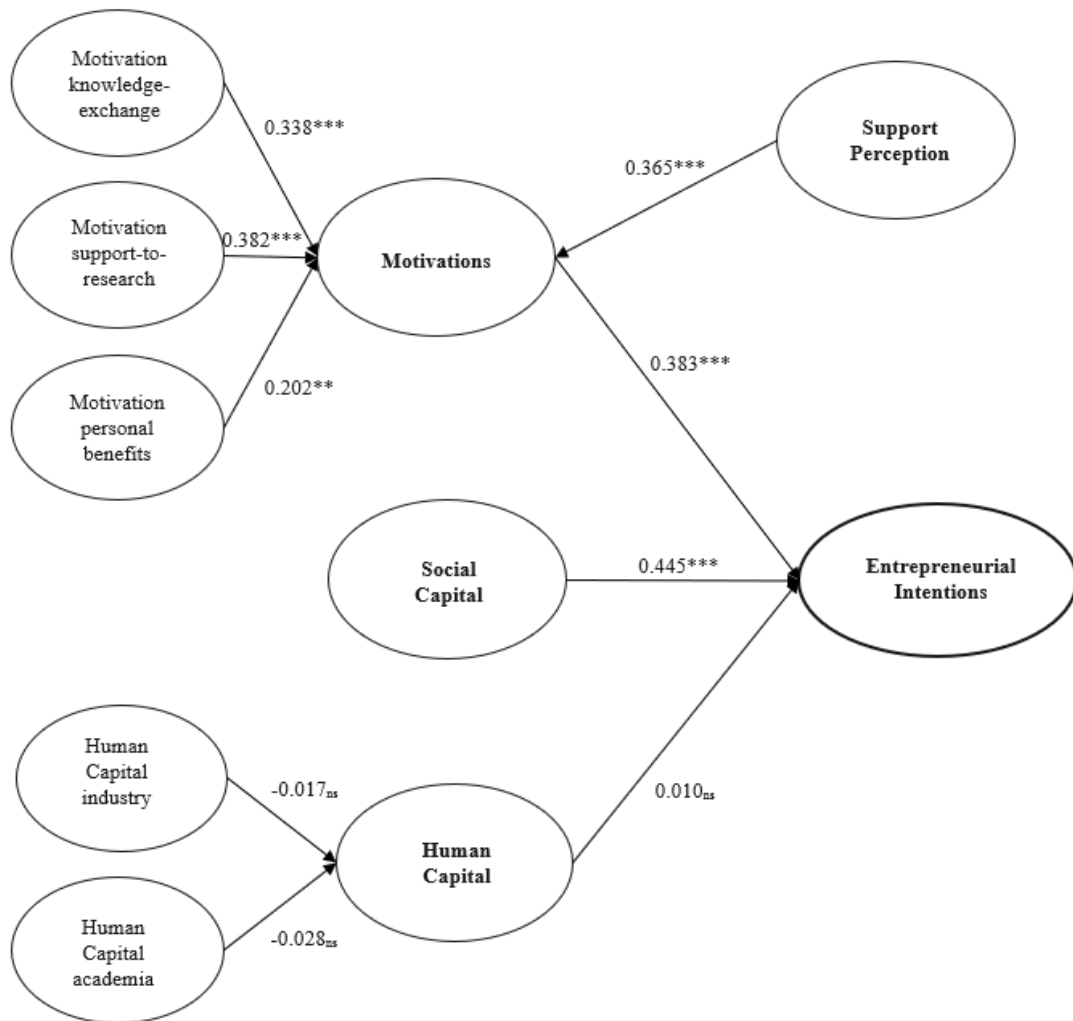 Motivation
knowledge-
exchange
0.338***
Support
Perception
0.365***
Motivation
support-to-
research
0.382***
Motivations
Motivation
personal
benefits
0.202**
0.383***
Social
Capital
0.445***
Entrepreneurial
Intentions
Human
Capital
industry
-0.017ns
0.010ns
Human
Capital
Human
Capital
academia
-0.028ns